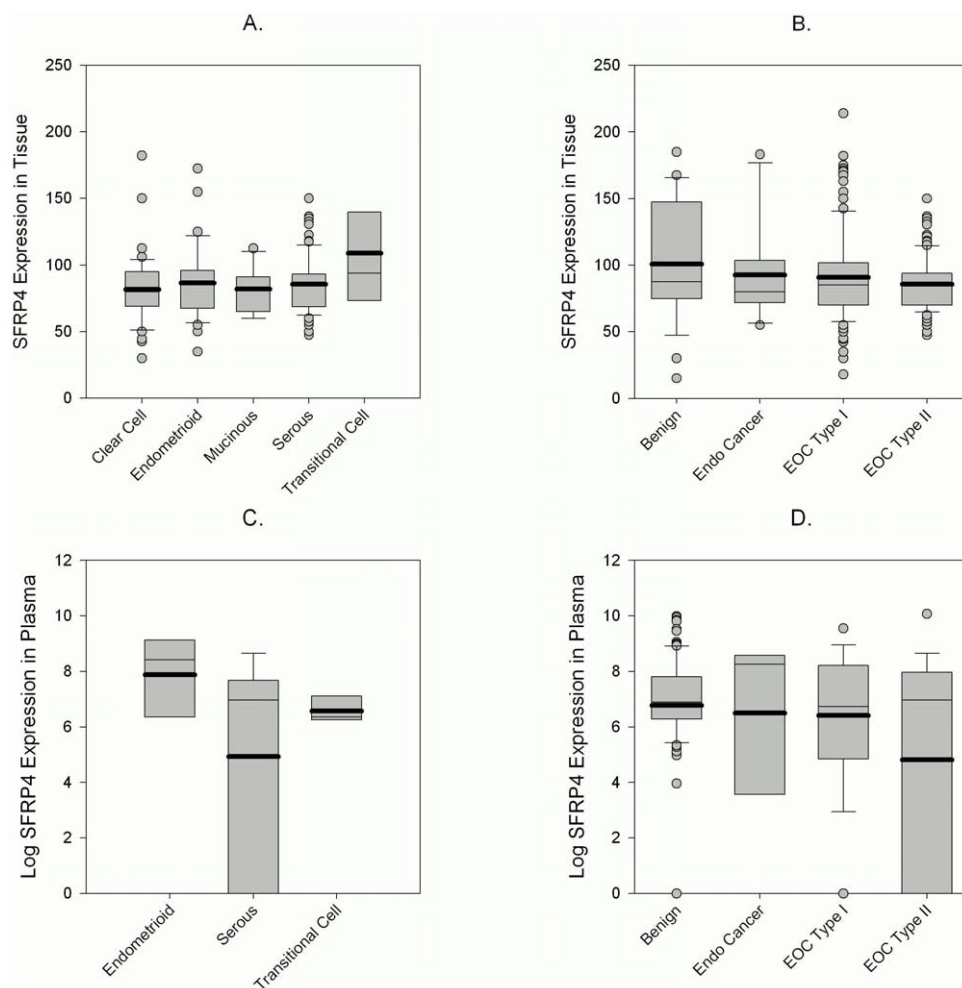 A.
SFRP4 Expression in Tissue
250
200
150
100
50
0
Clear Cell
Endometrioid
Mucinous
Serous
Transitional Cell
B.
SFRP4 Expression in Tissue
250
200
150
100
50
0
Benign
Endo Cancer
EOC Type I
EOC Type II
C.
Log SFRP4 Expression in Plasma
12
10
8
6
4
2
0
Endometrioid
Serous
Transitional Cell
D.
Log SFRP4 Expression in Plasma
12
10
8
6
4
2
0
Benign
Endo Cancer
EOC Type I
EOC Type II